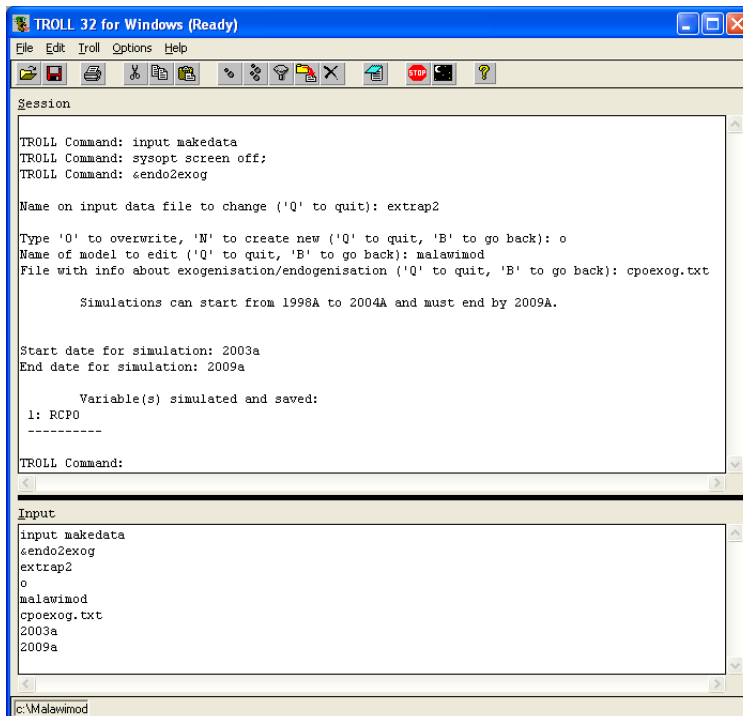 TROLL 32 for Windows (Ready)
File Edit Troll Options Help
STOP ?
Session
TROLL Command: input makedata
TROLL Command: sysopt screen off;
TROLL Command: &endo2exog
Name on input data file to change ('Q' to quit): extrap2
Type 'O' to overwrite, 'N' to create new ('Q' to quit, 'B' to go back): o
Name of model to edit ('Q' to quit, 'B' to go back): malawimod
File with info about exogenisation/endogenisation ('Q' to quit, 'B' to go back): cpoexog.txt
Simulations can start from 1998A to 2004A and must end by 2009A.
Start date for simulation: 2003a
End date for simulation: 2009a
Variable(s) simulated and saved:
1: RCPO
----------
TROLL Command:
Input
input makedata
&endo2exog
extrap2
o
malawimod
cpoexog.txt
2003a
2009a
c:\Malawimod